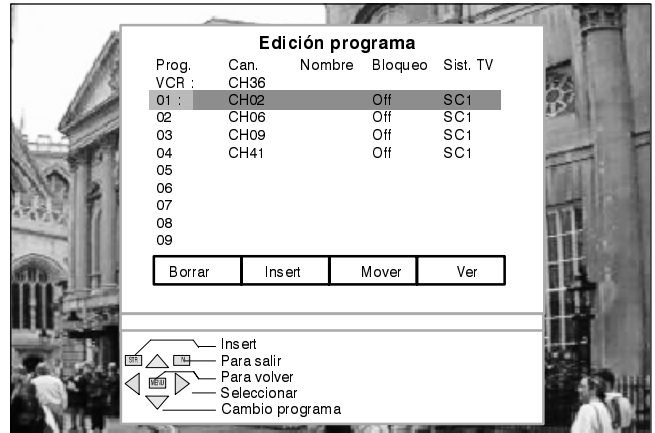 Edición programa
Prog. Can. Nombre Bloqueo Sist. TV
VCR : CH36
01 : CH02 Off SC1
02 CH06 Off SC1
03 CH09 Off SC1
04 CH41 Off SC1
05
06
07
08
09
Borrar Insert Mover Ver
Insert
STR N Para salir
MENU Para volver
Seleccionar
Cambio programa